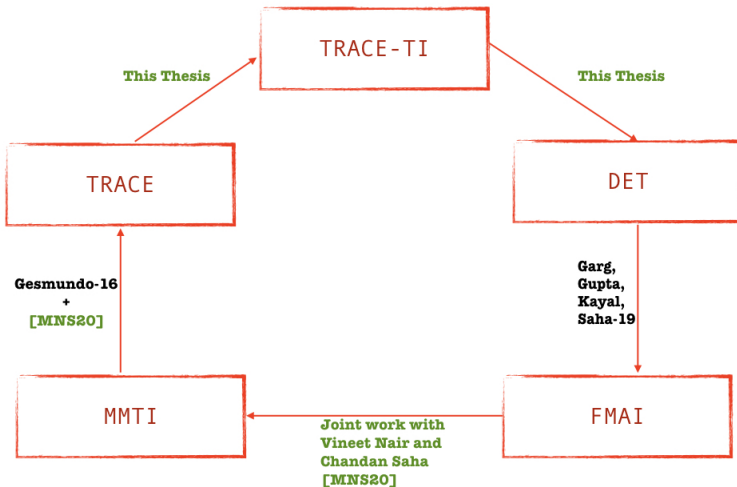 TRACE-TI
This Thesis
This Thesis
TRACE
DET
Gesmundo-16
+
[MNS20]
Garg,
Gupta,
Kayal,
Saha-19
MMTI
FMAI
Joint work with
Vineet Nair and
Chandan Saha
[MNS20]